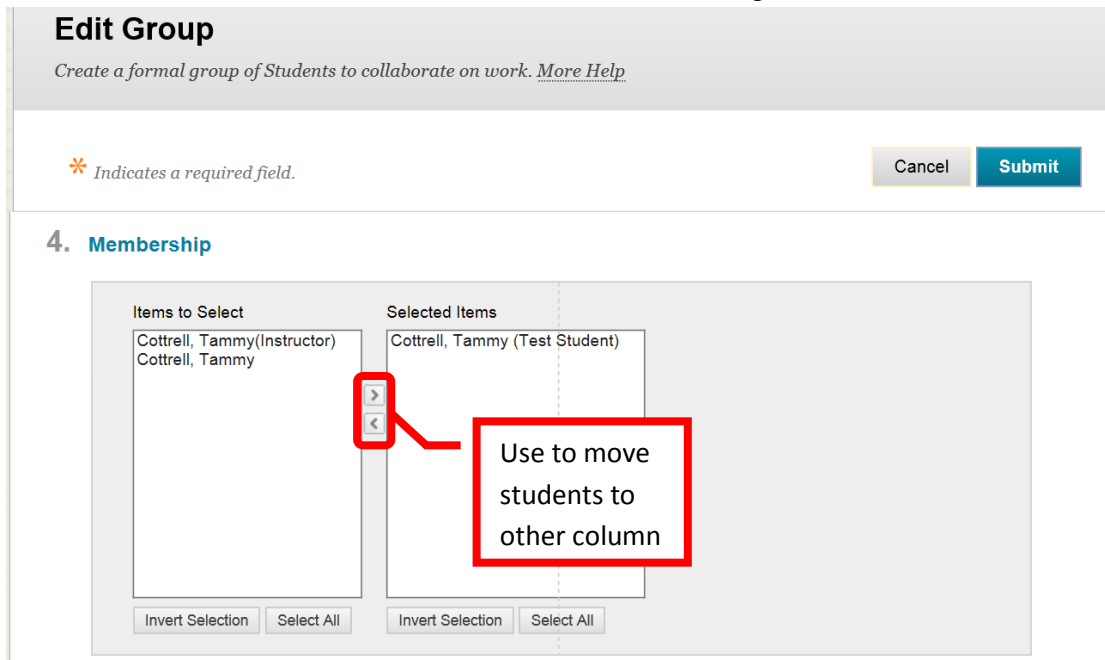 Edit Group
Create a formal group of Students to collaborate on work. More Help
* Indicates a required field.
Cancel
Submit
4. Membership
Items to Select
Selected Items
Cottrell, Tammy(Instructor)
Cottrell, Tammy
Cottrell, Tammy (Test Student)
>
<
Use to move
students to
other column
Invert Selection
Select All
Invert Selection
Select All